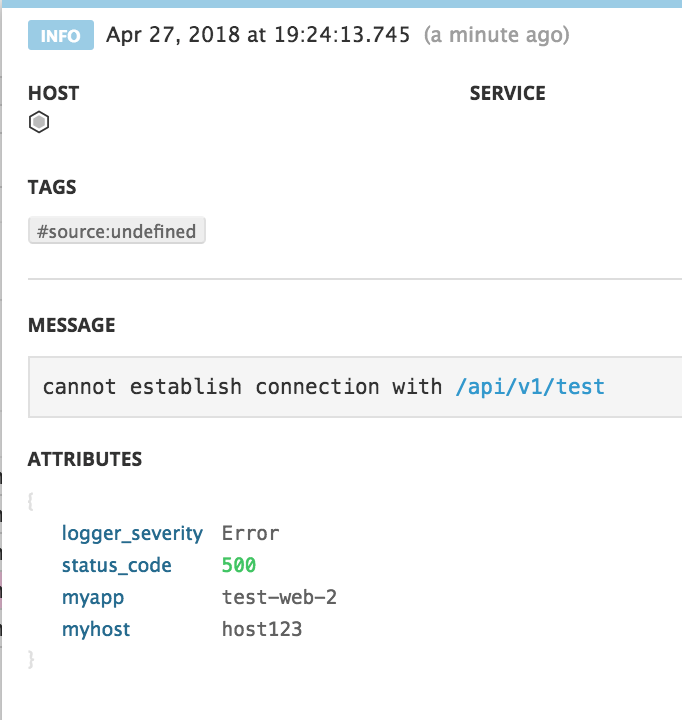 INFO Apr 27, 2018 at 19:24:13.745 (a minute ago)
HOST SERVICE
TAGS
#source:undefined
MESSAGE
cannot establish connection with /api/v1/test
ATTRIBUTES
{
logger_severity Error
status_code 500
myapp test-web-2
myhost host123
}